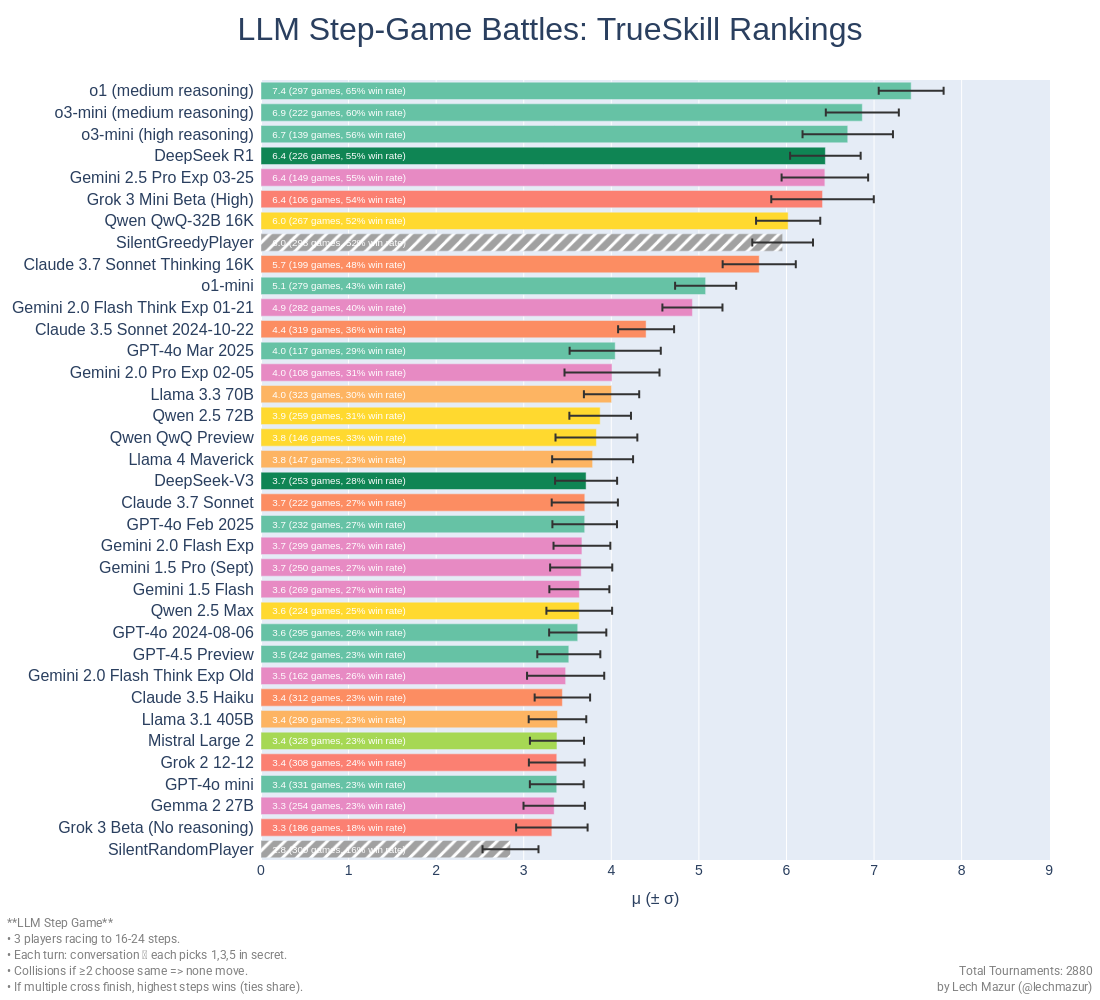 LLM Step-Game Battles: TrueSkill Rankings
o1 (medium reasoning) 7.4 (297 games, 65% win rate)
o3-mini (medium reasoning) 6.9 (222 games, 60% win rate)
o3-mini (high reasoning) 6.7 (139 games, 56% win rate)
DeepSeek R1 6.4 (226 games, 55% win rate)
Gemini 2.5 Pro Exp 03-25 6.4 (149 games, 55% win rate)
Grok 3 Mini Beta (High) 6.4 (106 games, 54% win rate)
Qwen QwQ-32B 16K 6.0 (267 games, 52% win rate)
SilentGreedyPlayer games, win rate)
Claude 3.7 Sonnet Thinking 16K 5.7 (199 games, 48% win rate)
o1-mini 5.1 (279 games, 43% win rate)
Gemini 2.0 Flash Think Exp 01-21 4.9 (282 games, 40% win rate)
Claude 3.5 Sonnet 2024-10-22 4.4 (319 games, 36% win rate)
GPT-4o Mar 2025 4.0 (117 games, 29% win rate)
Gemini 2.0 Pro Exp 02-05 4.0 (108 games, 31% win rate)
Llama 3.3 70B 4.0 (323 games, 30% win rate)
Qwen 2.5 72B 3.9 (259 games, 31% win rate)
Qwen QwQ Preview 3.8 (146 games, 33% win rate)
Llama 4 Maverick 3.8 (147 games, 23% win rate)
DeepSeek-V3 3.7 (253 games, 28% win rate)
Claude 3.7 Sonnet 3.7 (222 games, 27% win rate)
GPT-4o Feb 2025 3.7 (232 games, 27% win rate)
Gemini 2.0 Flash Exp 3.7 (299 games, 27% win rate)
Gemini 1.5 Pro (Sept) 3.7 (250 games, 27% win rate)
Gemini 1.5 Flash 3.6 (269 games, 27% win rate)
Qwen 2.5 Max 3.6 (224 games, 25% win rate)
GPT-4o 2024-08-06 3.6 (295 games, 26% win rate)
GPT-4.5 Preview 3.5 (242 games, 23% win rate)
Gemini 2.0 Flash Think Exp Old 3.5 (162 games, 26% win rate)
Claude 3.5 Haiku 3.4 (312 games, 23% win rate)
Llama 3.1 405B 3.4 (290 games, 23% win rate)
Mistral Large 2 3.4 (328 games, 23% win rate)
Grok 2 12-12 3.4 (308 games, 24% win rate)
GPT-4o mini 3.4 (331 games, 23% win rate)
Gemma 2 27B 3.3 (254 games, 23% win rate)
Grok 3 Beta (No reasoning) 3.3 (186 games, 18% win rate)
SilentRandomPlayer games, win rate)
0 1 2 3 4 5 6 7 8 9
μ (± σ)
**LLM Step Game**
• 3 players racing to 16-24 steps.
• Each turn: conversation each picks 1,3,5 in secret.
• Collisions if ≥2 choose same => none move.
• If multiple cross finish, highest steps wins (ties share).
Total Tournaments: 2880
by Lech Mazur (@lechmazur)